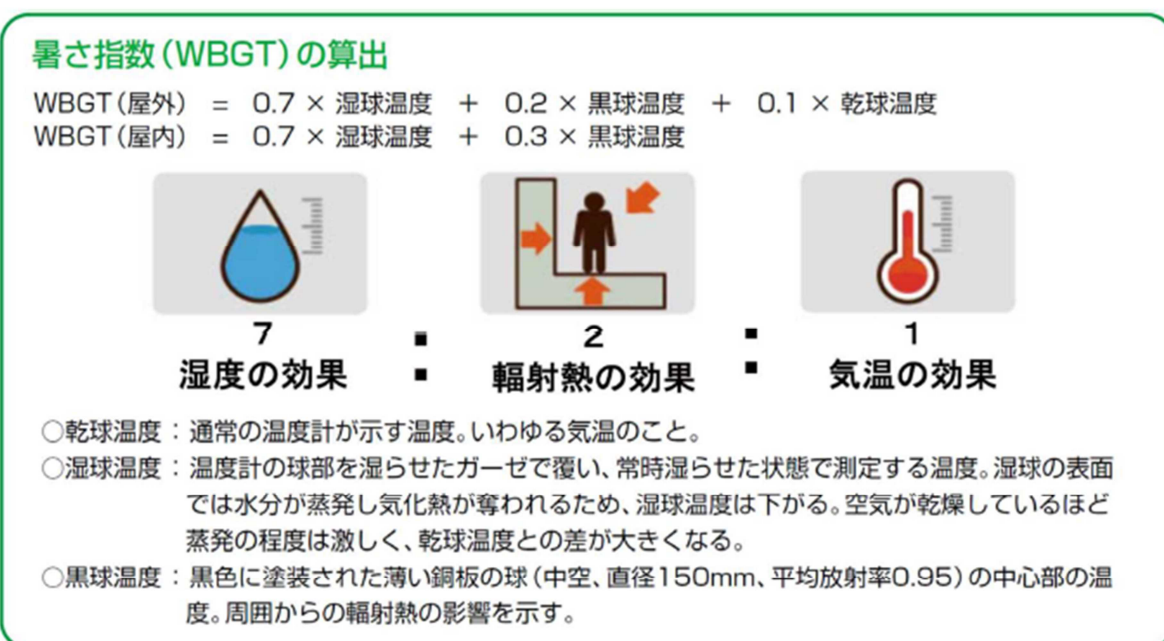 暑さ指数(WBGT)の算出
WBGT(屋外) = 0.7 × 湿球温度 + 0.2 × 黒球温度 + 0.1 × 乾球温度
WBGT(屋内) = 0.7 × 湿球温度 + 0.3 × 黒球温度
7 : 2 : 1
湿度の効果 : 輻射熱の効果 : 気温の効果
○乾球温度:通常の温度計が示す温度。いわゆる気温のこと。
○湿球温度:温度計の球部を湿らせたガーゼで覆い、常時湿らせた状態で測定する温度。湿球の表面
では水分が蒸発し気化熱が奪われるため、湿球温度は下がる。空気が乾燥しているほど
蒸発の程度は激しく、乾球温度との差が大きくなる。
○黒球温度:黒色に塗装された薄い銅板の球(中空、直径150mm、平均放射率0.95)の中心部の温
度。周囲からの輻射熱の影響を示す。